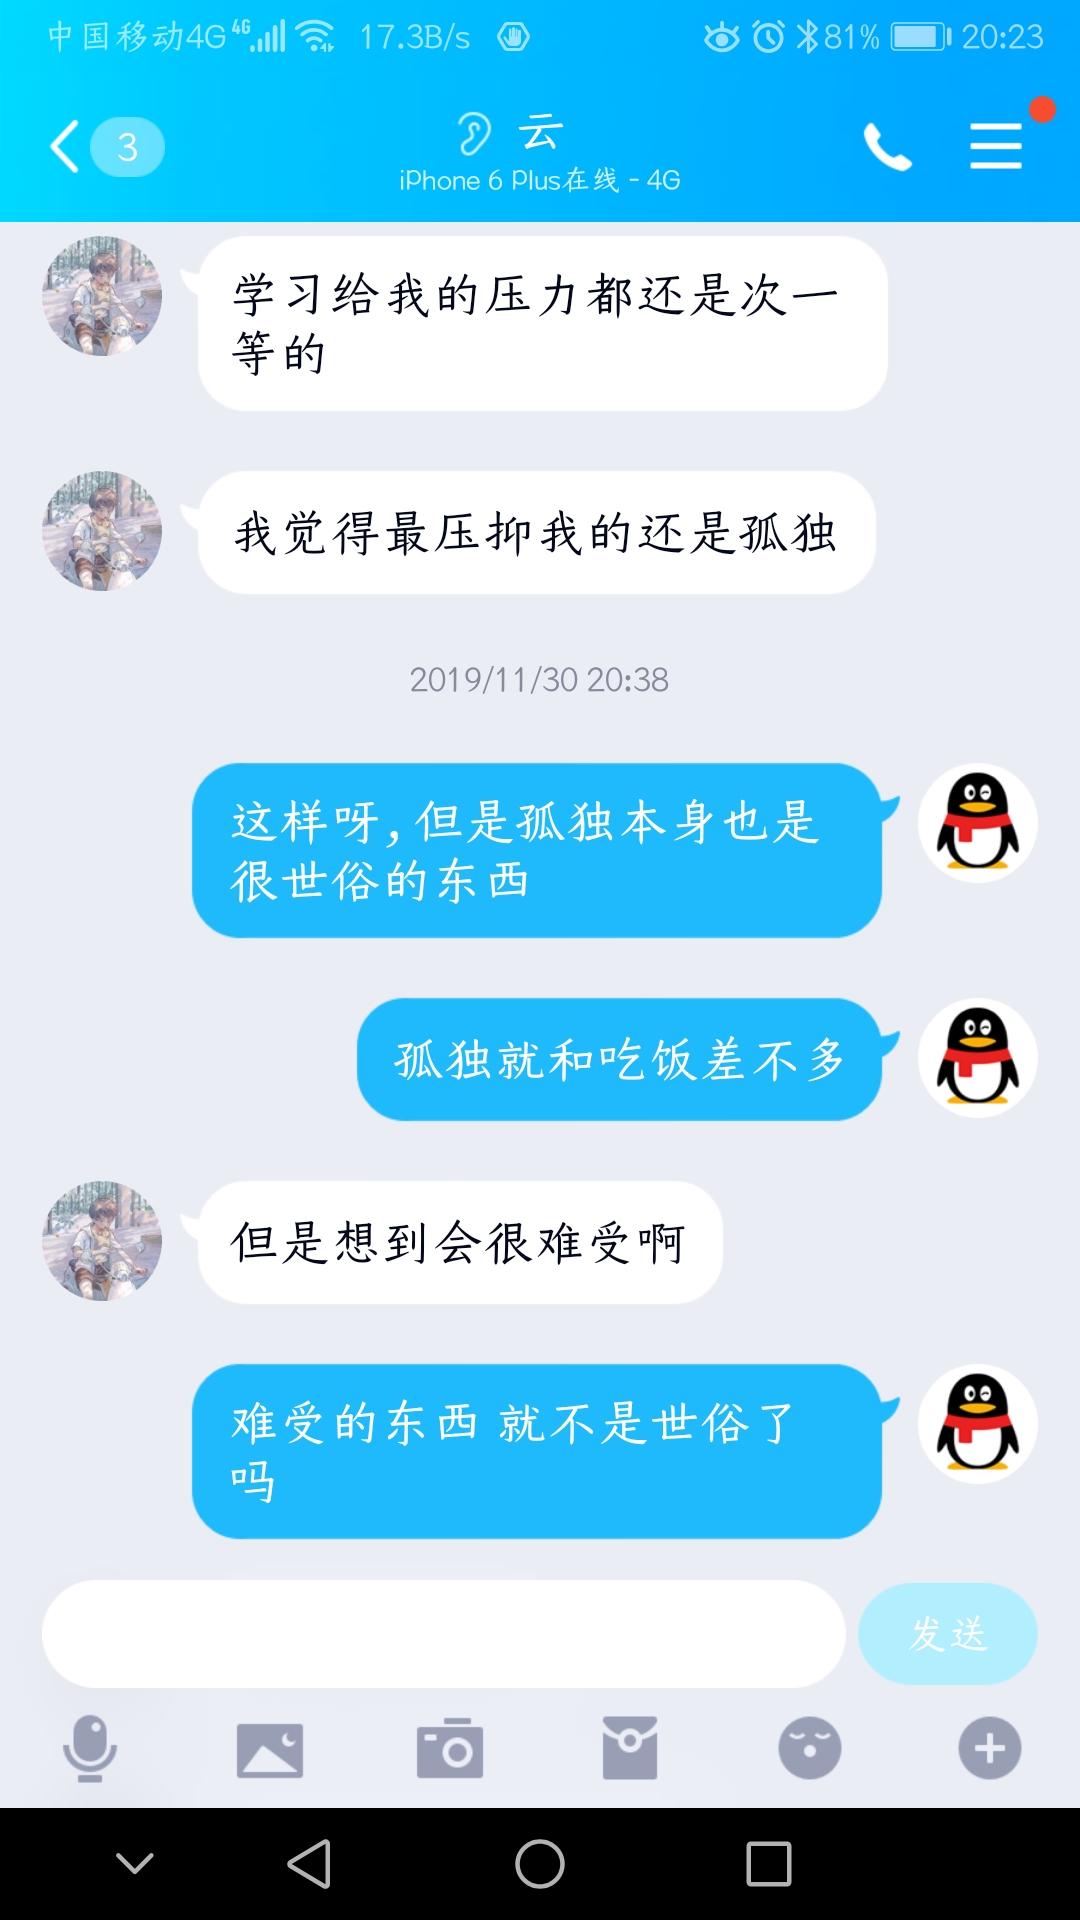 中国移动4G 4G 17.3B/s 81% 20:23
3 云
iPhone 6 Plus在线 - 4G
学习给我的压力都还是次一
等的
我觉得最压抑我的还是孤独
2019/11/30 20:38
这样呀,但是孤独本身也是
很世俗的东西
孤独就和吃饭差不多
但是想到会很难受啊
难受的东西 就不是世俗了
吗
发送